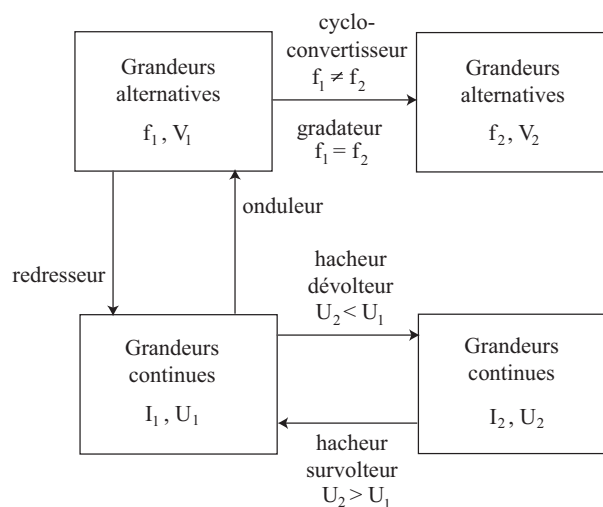 Grandeurs
alternatives
f₁ , V₁
cyclo-
convertisseur
f₁ ≠ f₂
gradateur
f₁ = f₂
Grandeurs
alternatives
f₂ , V₂
redresseur
onduleur
Grandeurs
continues
I₁ , U₁
hacheur
dévolteur
U₂ < U₁
hacheur
survolteur
U₂ > U₁
Grandeurs
continues
I₂ , U₂